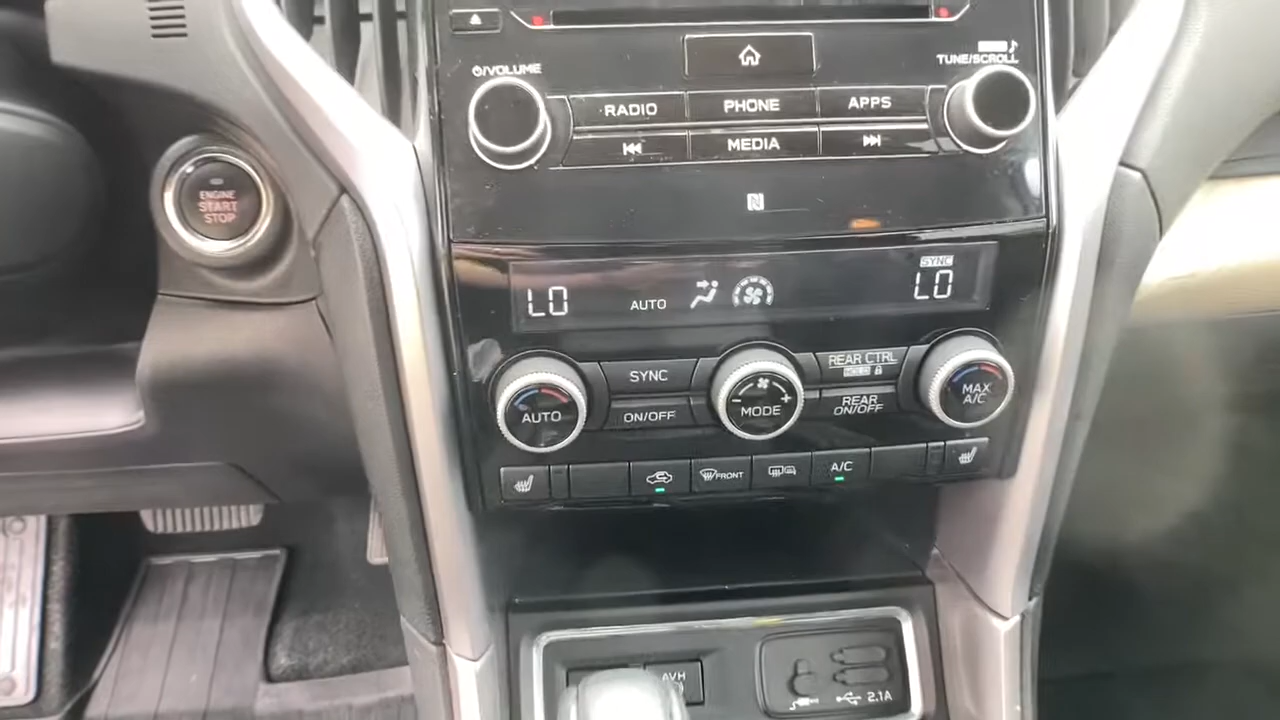 ⏻/VOLUME
TUNE/SCROLL
RADIO
PHONE
APPS
MEDIA
N
ENGINE
START
STOP
LO
AUTO
SYNC
LO
SYNC
REAR CTRL
HOLD
AUTO
ON/OFF
MODE
REAR
ON/OFF
MAX
A/C
FRONT
A/C
AVH
2.1A